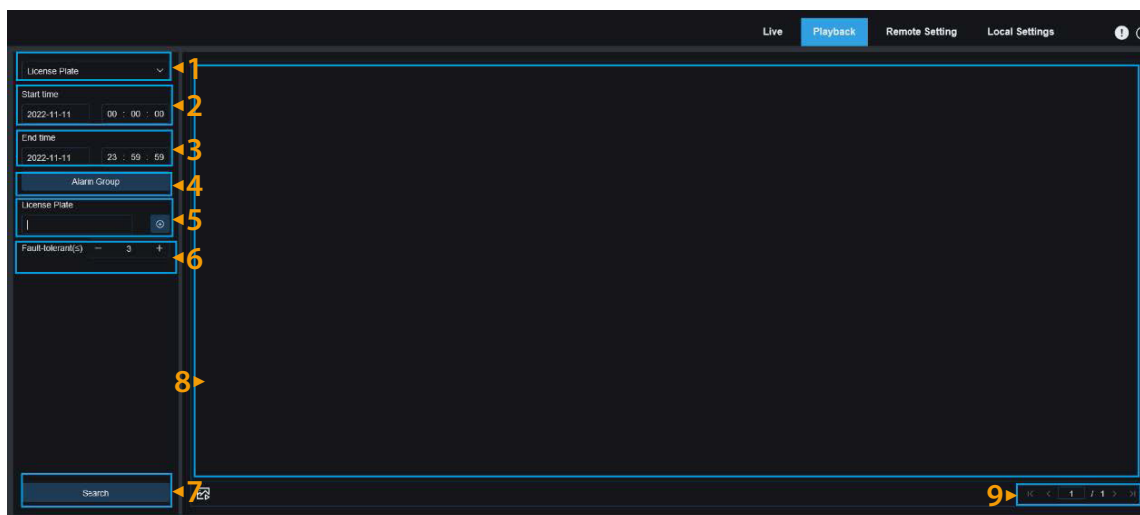 Live Playback Remote Setting Local Settings
License Plate 1
Start time
2022-11-11 00 : 00 : 00 2
End time
2022-11-11 23 : 59 : 59 3
Alarm Group 4
License Plate
5
Fault-tolerant(≤) − 3 + 6
8
Search 7
9 1 / 1